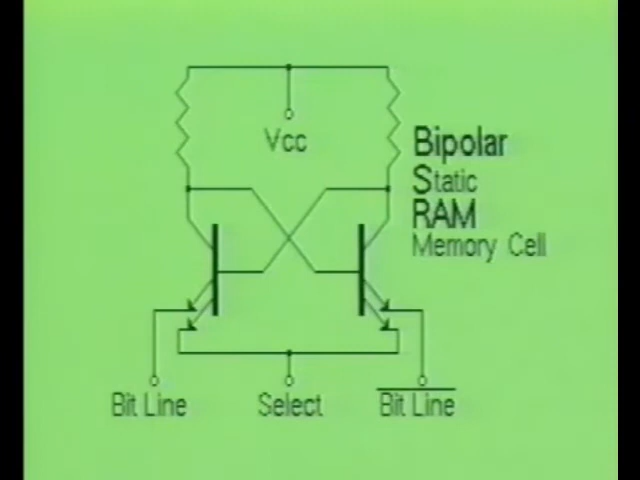 Vcc
Bipolar
Static
RAM
Memory Cell
Bit Line
Select
Bit Line